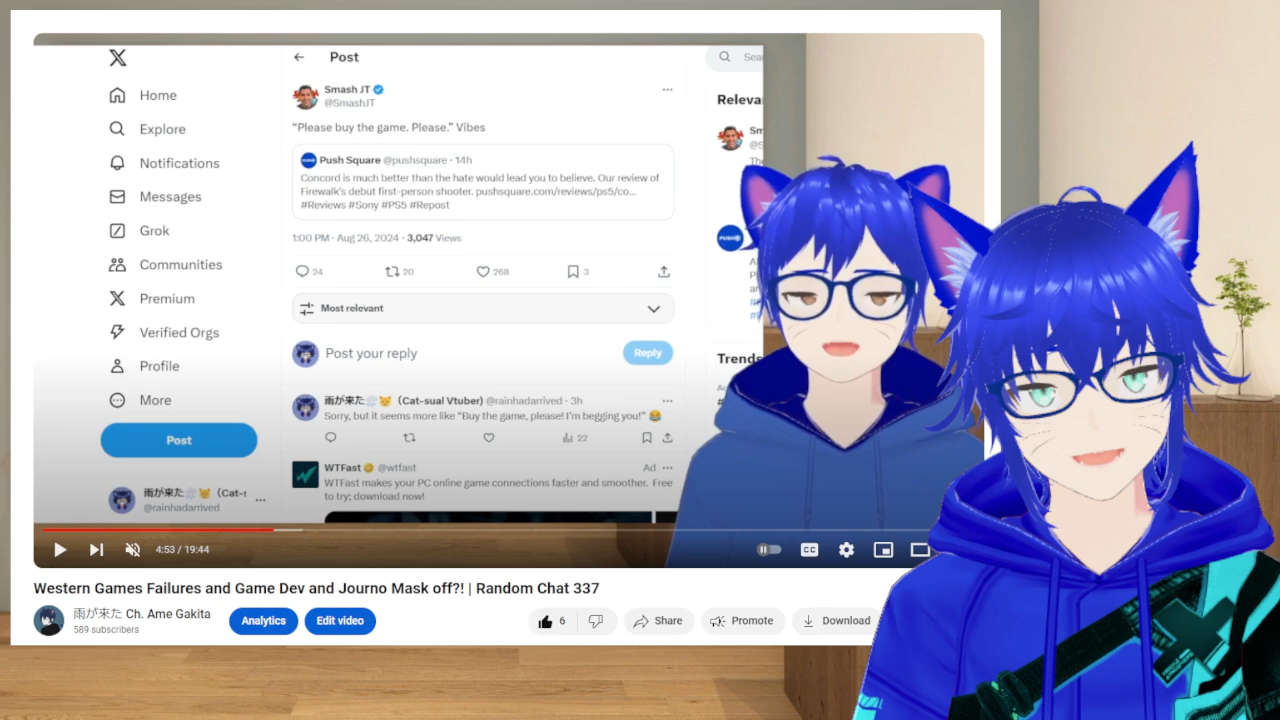 Post
Sea
Home
Explore
Notifications
Messages
Grok
Communities
Premium
Verified Orgs
Profile
More
Post
雨が来た🌧️😺 (Cat-s
@rainhadarrived
Smash JT
@SmashJT
“Please buy the game. Please.” Vibes
Push Square @pushsquare · 14h
Concord is much better than the hate would lead you to believe. Our review of
Firewalk's debut first-person shooter. pushsquare.com/reviews/ps5/co...
#Reviews #Sony #PS5 #Repost
1:00 PM · Aug 26, 2024 · 3,047 Views
24 20 268 3
Most relevant
Post your reply
Reply
雨が来た🌧️😺 (Cat-sual Vtuber) @rainhadarrived · 3h
Sorry, but it seems more like “Buy the game, please! I'm begging you!” 😂
22
WTFast @wtfast Ad
WTFast makes your PC online game connections faster and smoother. Free
to try; download now!
Releva
Sm
@S
Trends
4:53 / 19:44
CC
Western Games Failures and Game Dev and Journo Mask off?! | Random Chat 337
雨が来た Ch. Ame Gakita
589 subscribers
Analytics
Edit video
6
Share
Promote
Download